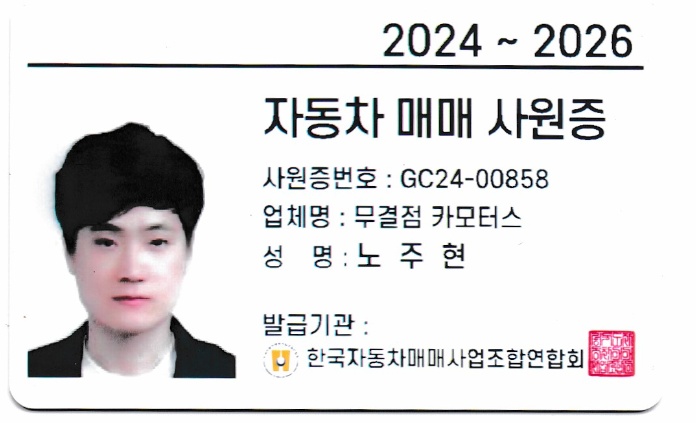 2024 ~ 2026
자동차 매매 사원증
사원증번호 : GC24-00858
업체명 : 무결점 카모터스
성 명 : 노 주 현
발급기관 :
한국자동차매매사업조합연합회